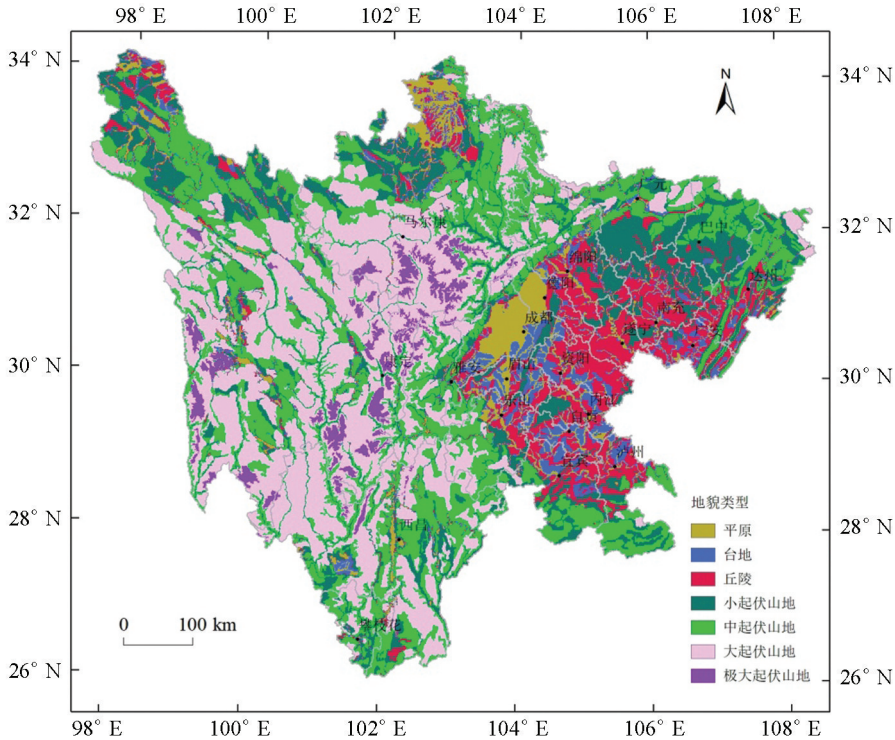 98° E 100° E 102° E 104° E 106° E 108° E
34° N
34° N
N
32° N
32° N
广元
巴中
马尔康
绵阳
德阳
达州
南充
成都
遂宁
广安
30° N
30° N
康定
雅安
眉山
资阳
乐山
内江
自贡
宜宾
泸州
28° N
28° N
西昌
攀枝花
26° N
26° N
0 100 km
地貌类型
平原
台地
丘陵
小起伏山地
中起伏山地
大起伏山地
极大起伏山地
98° E 100° E 102° E 104° E 106° E 108° E